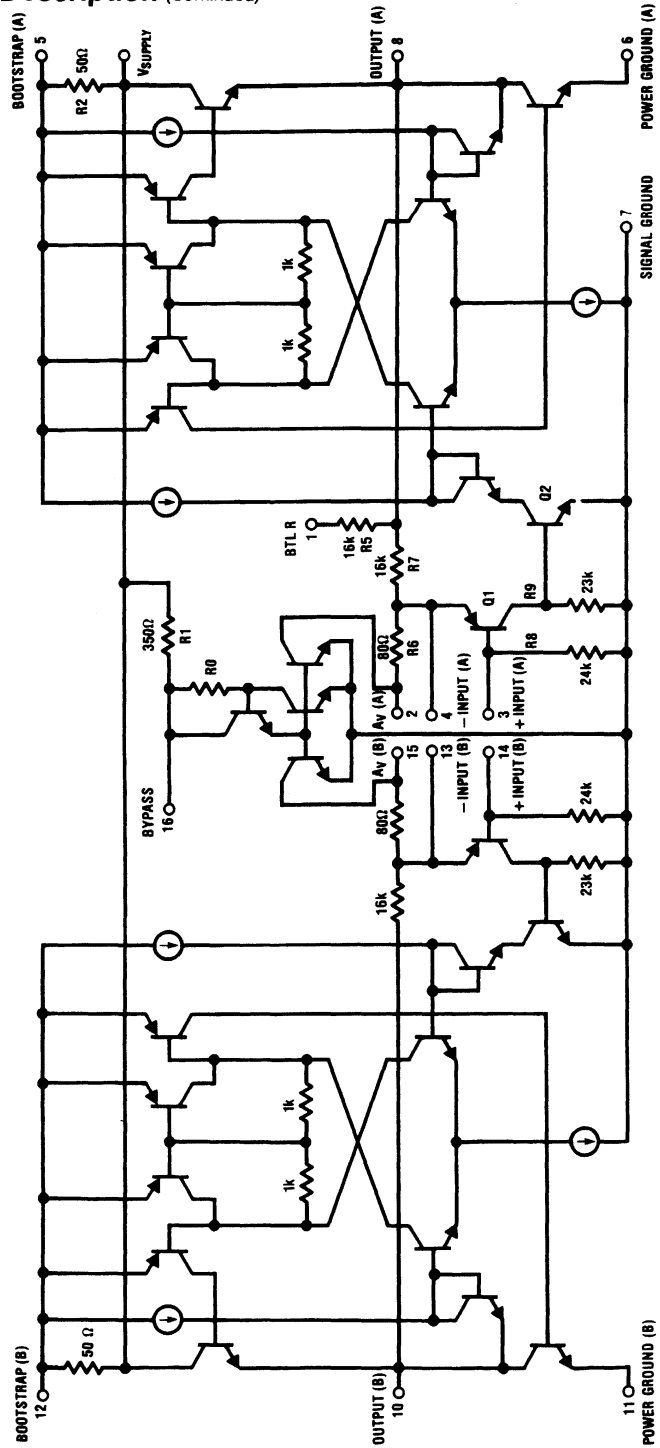 Description (Continued)
BOOTSTRAP (A)
5
50Ω
R2
VSUPPLY
OUTPUT (A)
8
POWER GROUND (A)
6
SIGNAL GROUND
7
1k
1k
BTL R
1
16k
R5
16k
R7
Q2
350Ω
R1
R0
BYPASS
16
80Ω
R6
AV (A)
2
− INPUT (A)
4
+ INPUT (A)
3
Q1
R9
23k
R8
24k
AV (B)
15
− INPUT (B)
13
+ INPUT (B)
14
80Ω
16k
24k
23k
1k
1k
50 Ω
BOOTSTRAP (B)
12
OUTPUT (B)
10
POWER GROUND (B)
11